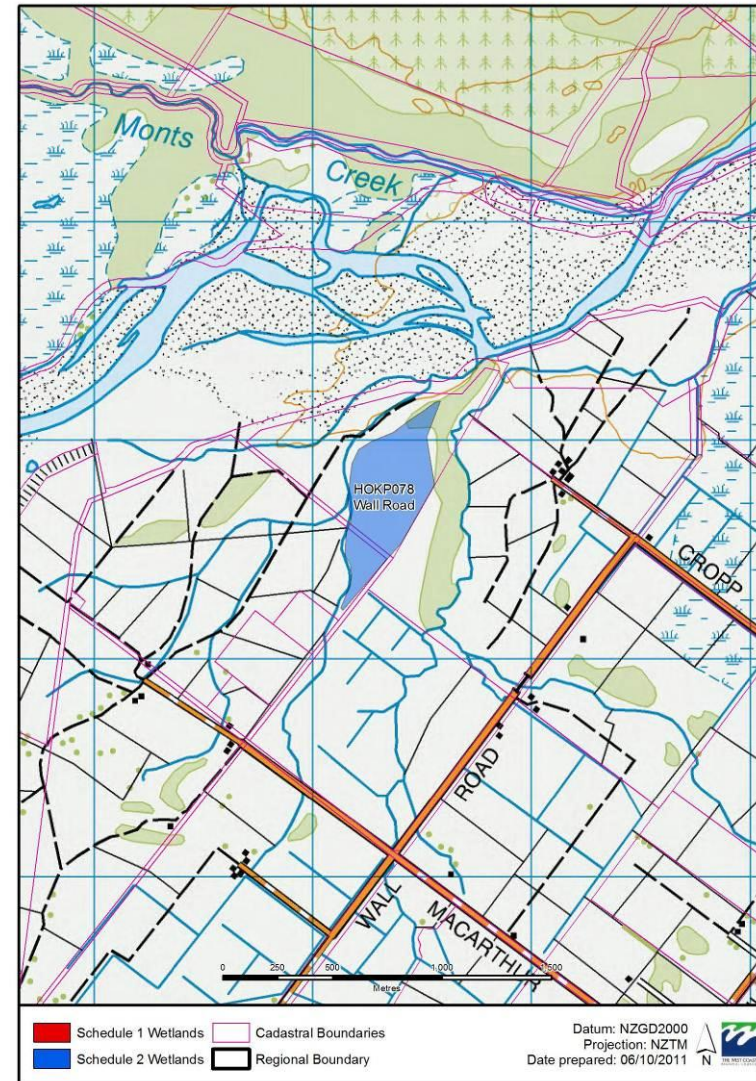 Monts
Creek
HOKP078
Wall Road
CROPP
ROAD
WALL
MACARTHUR
0 250 500 1,000 1,500
Metres
Schedule 1 Wetlands
Cadastral Boundaries
Schedule 2 Wetlands
Regional Boundary
Datum: NZGD2000
Projection: NZTM
Date prepared: 06/10/2011
N